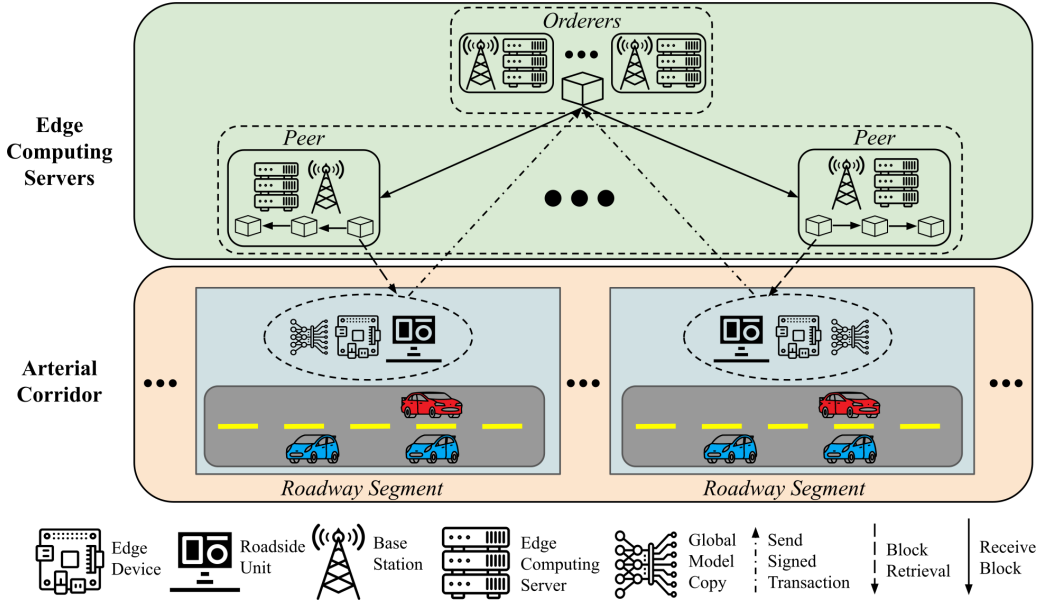 Orderers
Edge
Computing
Servers
Peer
Peer
Arterial
Corridor
Roadway Segment
Roadway Segment
Edge
Device
Roadside
Unit
Base
Station
Edge
Computing
Server
Global
Model
Copy
Send
Signed
Transaction
Block
Retrieval
Receive
Block